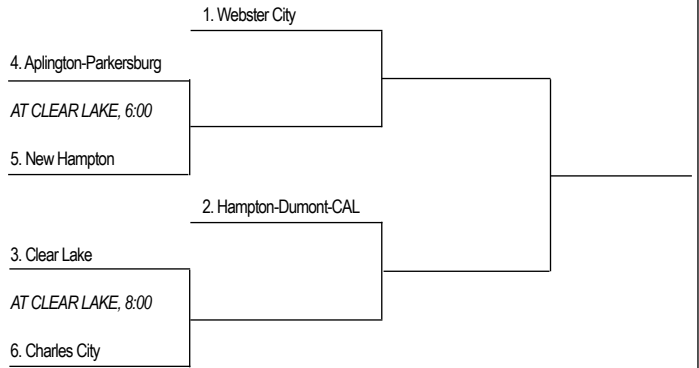 1. Webster City
4. Aplington-Parkersburg
AT CLEAR LAKE, 6:00
5. New Hampton
2. Hampton-Dumont-CAL
3. Clear Lake
AT CLEAR LAKE, 8:00
6. Charles City